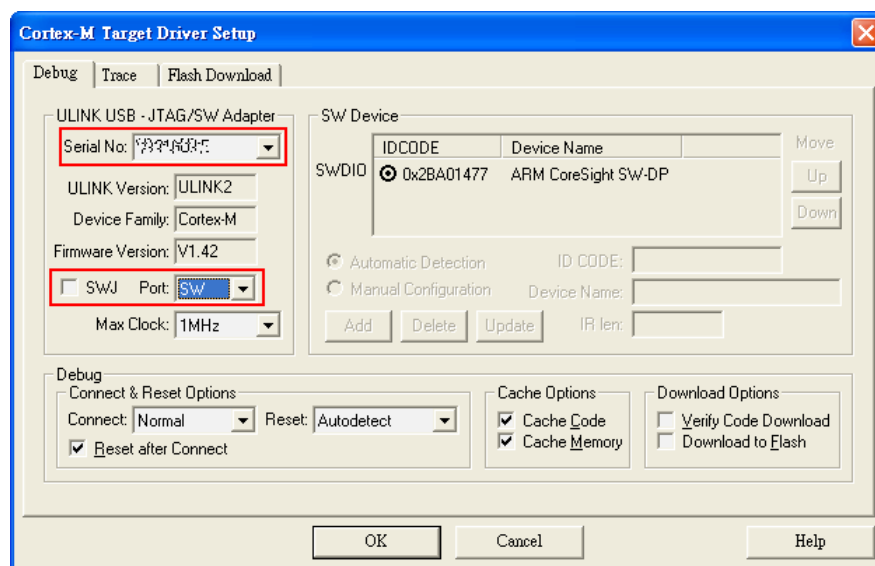 Cortex-M Target Driver Setup
Debug Trace Flash Download
ULINK USB - JTAG/SW Adapter
Serial No:
ULINK Version: ULINK2
Device Family: Cortex-M
Firmware Version: V1.42
SWJ Port: SW
Max Clock: 1MHz
SW Device
IDCODE Device Name Move
SWDIO 0x2BA01477 ARM CoreSight SW-DP Up
Down
Automatic Detection ID CODE:
Manual Configuration Device Name:
Add Delete Update IR len:
Debug
Connect & Reset Options
Connect: Normal Reset: Autodetect
Reset after Connect
Cache Options
Cache Code
Cache Memory
Download Options
Verify Code Download
Download to Flash
OK Cancel Help